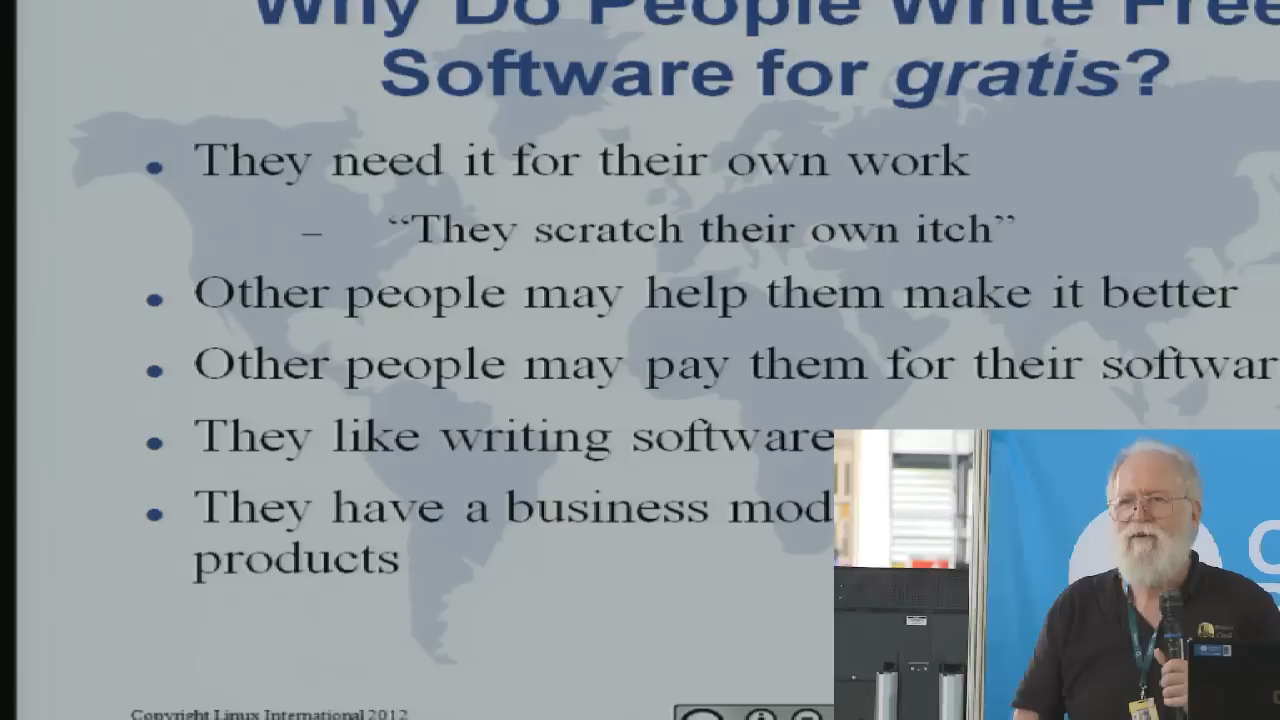 Why Do People Write Free
Software for gratis?
• They need it for their own work
– “They scratch their own itch”
• Other people may help them make it better
• Other people may pay them for their softwar
• They like writing software
• They have a business mod
products
Copyright Linux International 2012